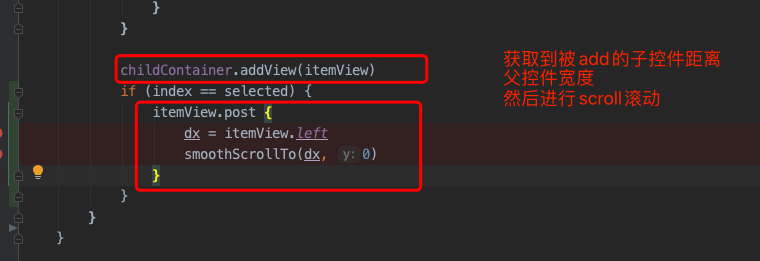 }
}
childContainer.addView(itemView)
if (index == selected) {
itemView.post {
dx = itemView.left
smoothScrollTo(dx, y: 0)
}
}
}
}
获取到被add的子控件距离
父控件宽度
然后进行scroll滚动